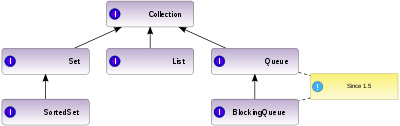 I Collection
I Set
I List
I Queue
I Since 1.5
I SortedSet
I BlockingQueue